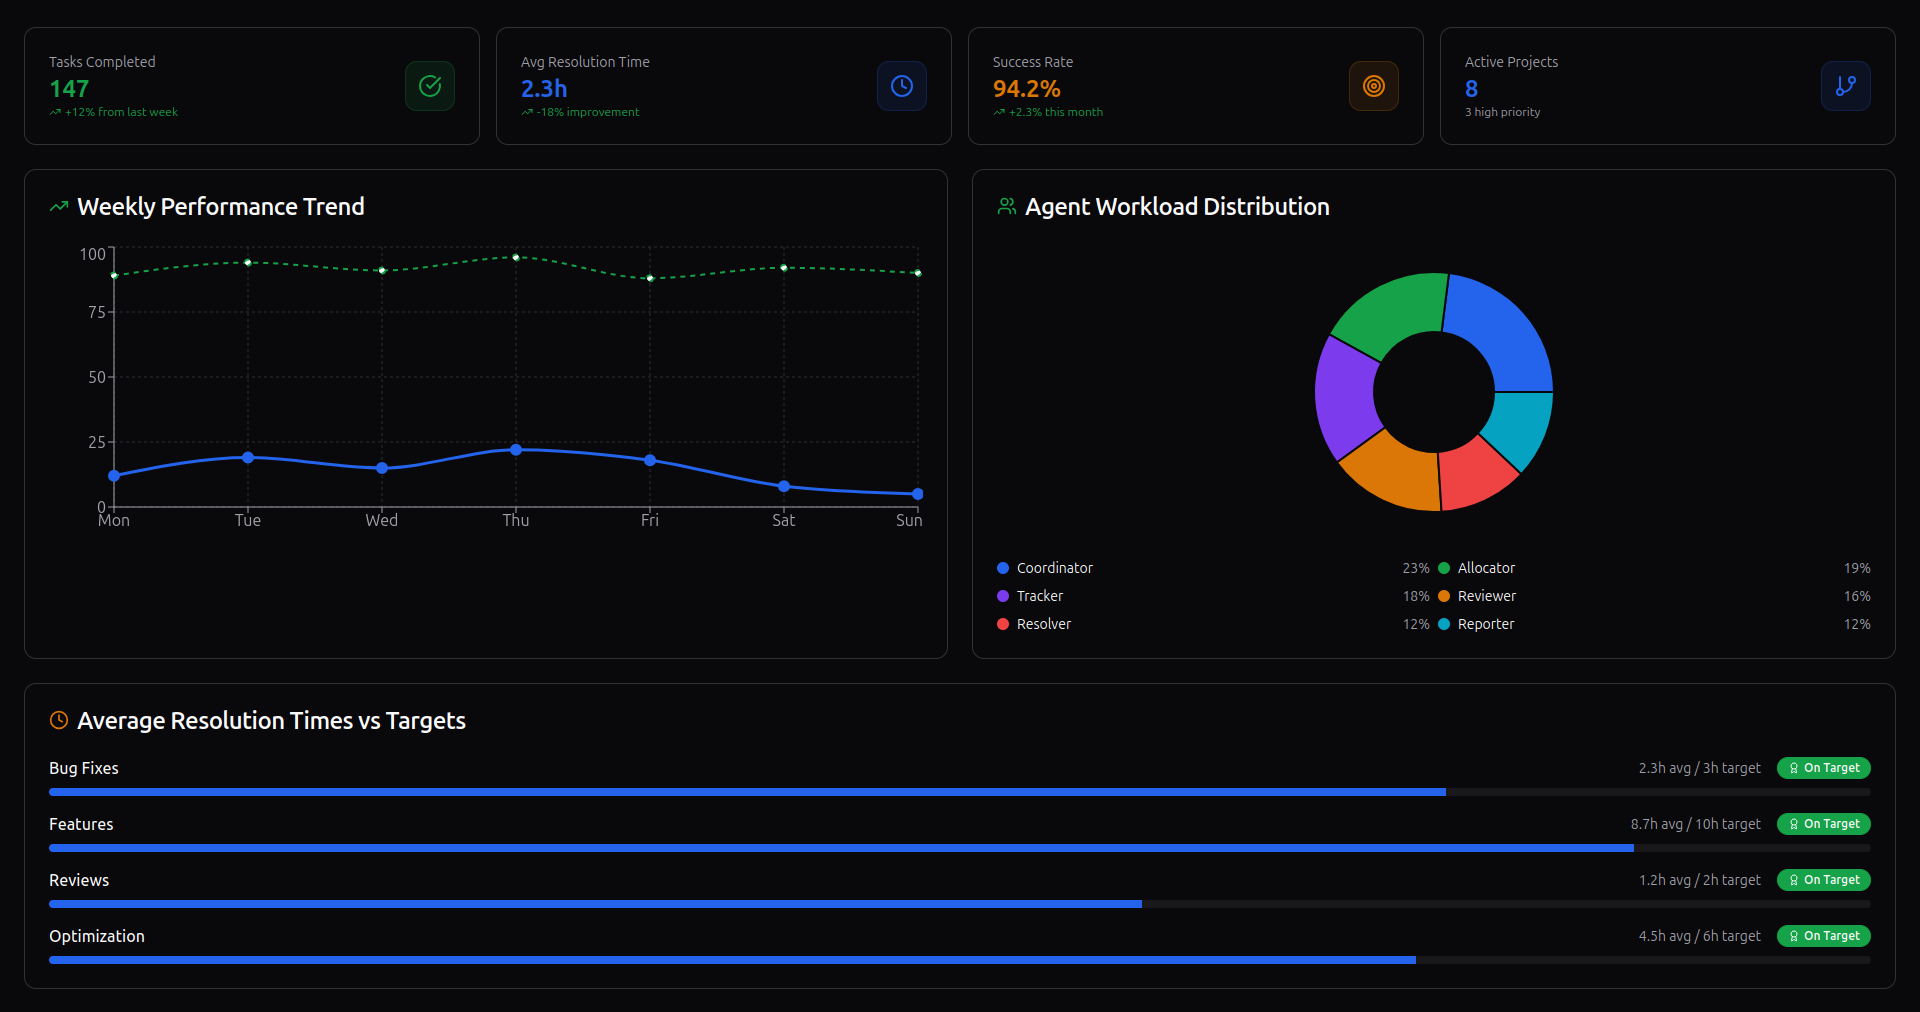 Tasks Completed
147
+12% from last week
Avg Resolution Time
2.3h
-18% improvement
Success Rate
94.2%
+2.3% this month
Active Projects
8
3 high priority
Weekly Performance Trend
100
75
50
25
0
Mon Tue Wed Thu Fri Sat Sun
Agent Workload Distribution
Coordinator 23%
Allocator 19%
Tracker 18%
Reviewer 16%
Resolver 12%
Reporter 12%
Average Resolution Times vs Targets
Bug Fixes 2.3h avg / 3h target On Target
Features 8.7h avg / 10h target On Target
Reviews 1.2h avg / 2h target On Target
Optimization 4.5h avg / 6h target On Target